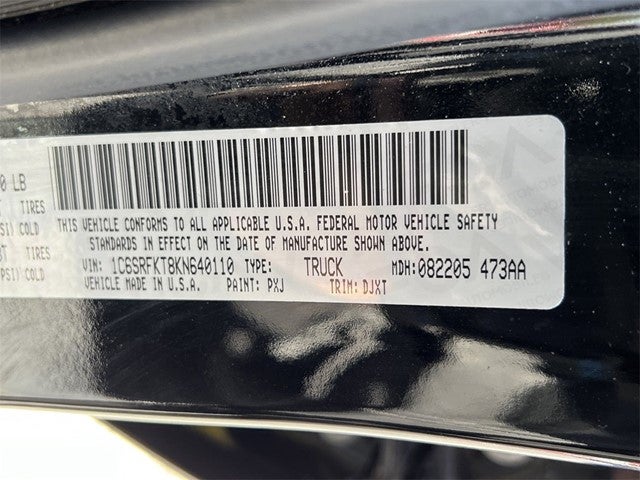 0 LB
TIRES
PSI) COLD
TIRES
PSI) COLD
THIS VEHICLE CONFORMS TO ALL APPLICABLE U.S.A. FEDERAL MOTOR VEHICLE SAFETY
STANDARDS IN EFFECT ON THE DATE OF MANUFACTURE SHOWN ABOVE.
VIN: 1C6SRFKT8KN640110 TYPE: TRUCK MDH: 082205 473AA
VEHICLE MADE IN U.S.A. PAINT: PXJ TRIM: DJXT